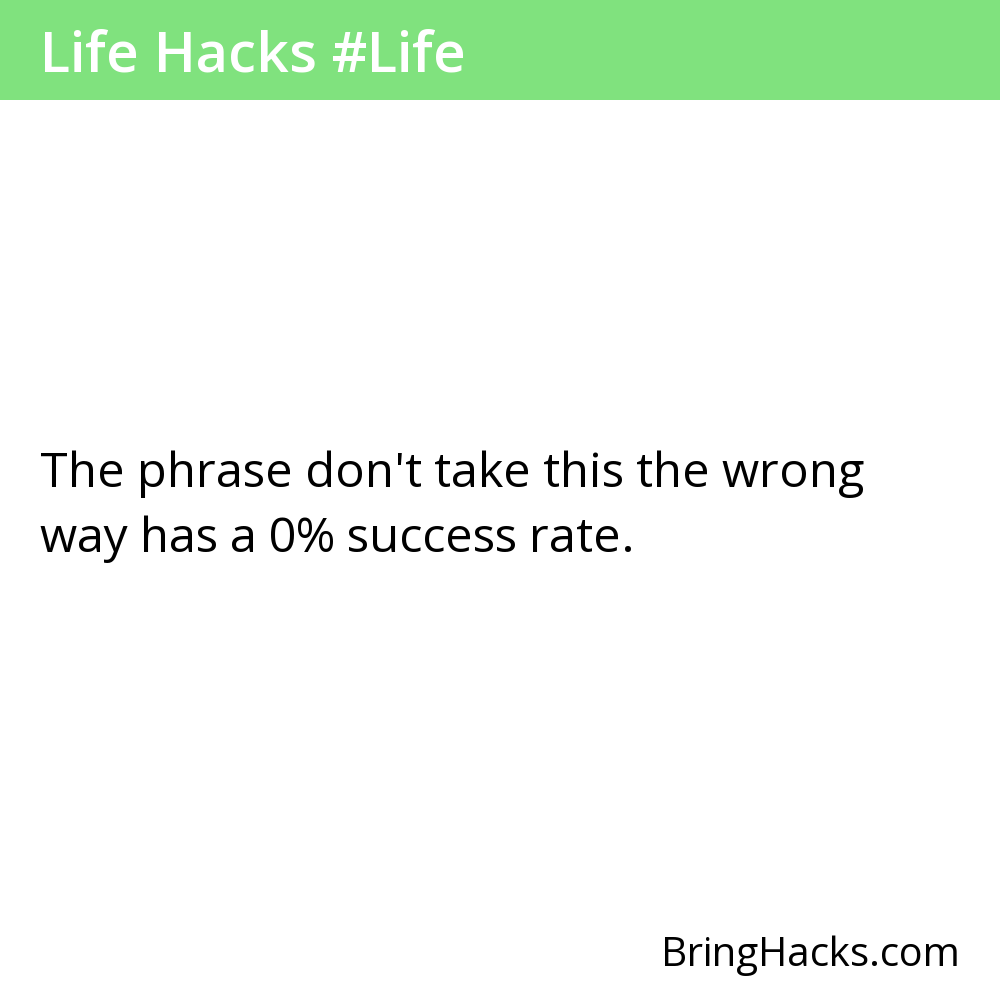 Life Hacks #Life
The phrase don't take this the wrong
way has a 0% success rate.
BringHacks.com